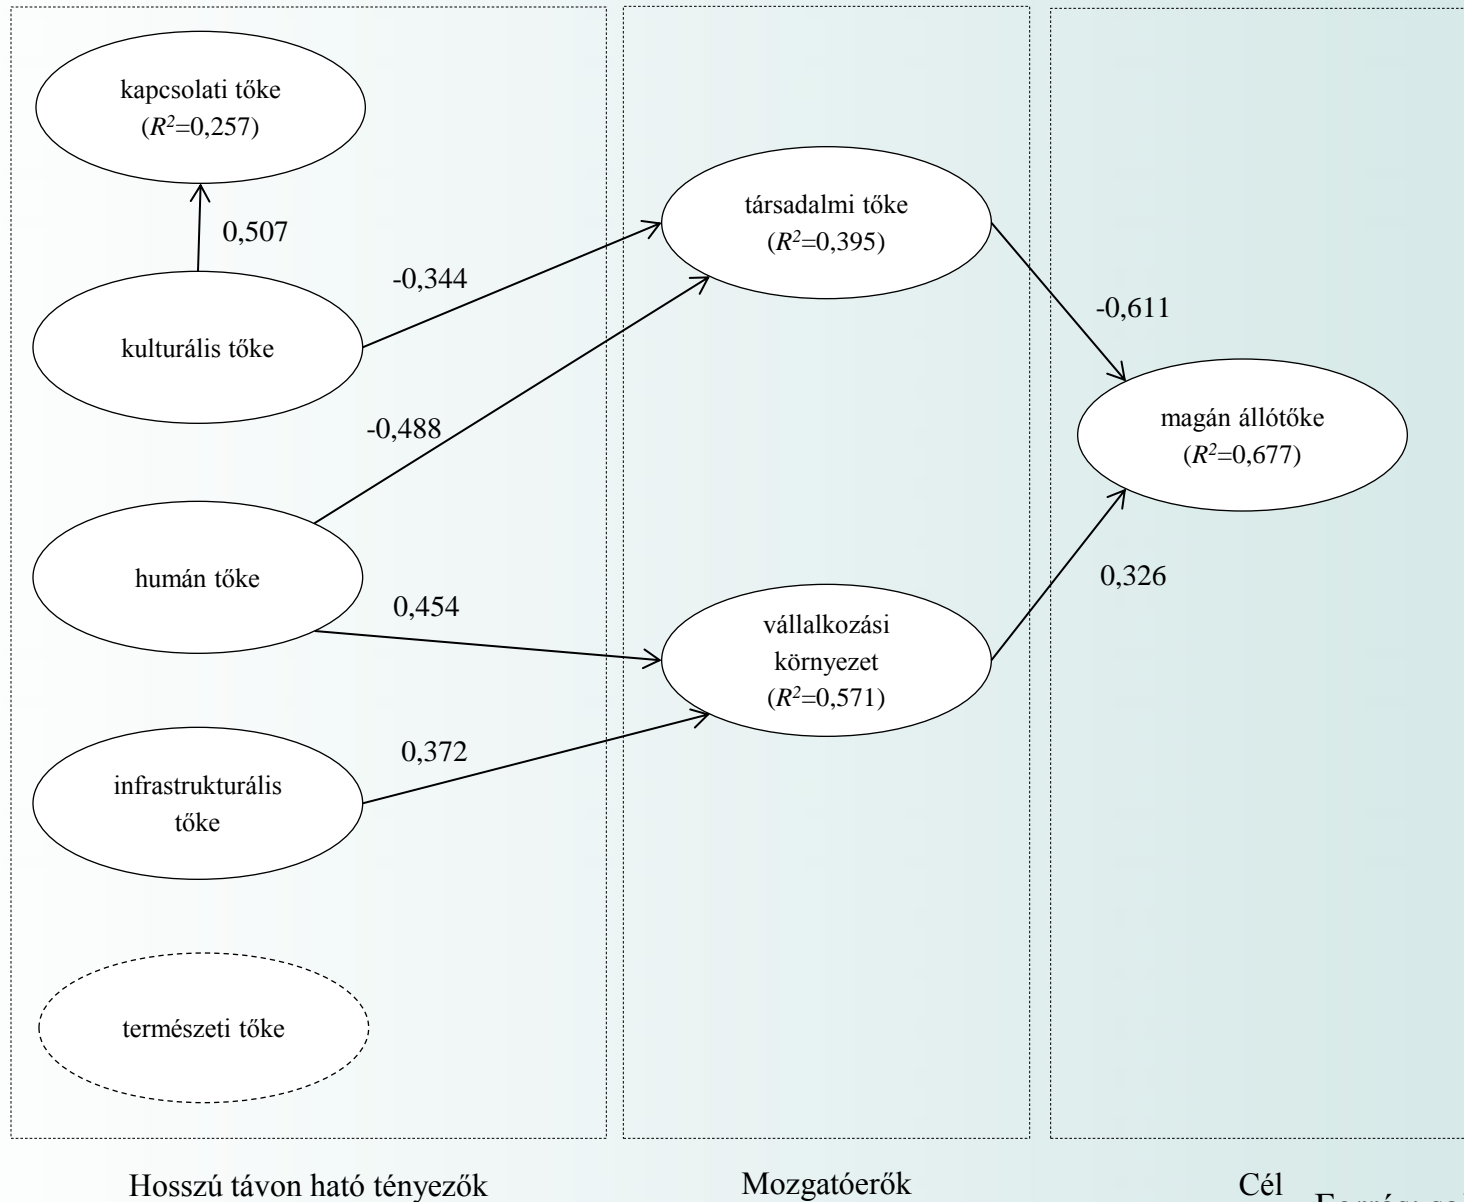 kapcsolati tőke
(R²=0,257)
0,507
kulturális tőke
-0,344
-0,488
humán tőke
0,454
infrastrukturális
tőke
0,372
természeti tőke
társadalmi tőke
(R²=0,395)
vállalkozási
környezet
(R²=0,571)
-0,611
0,326
magán állótőke
(R²=0,677)
Hosszú távon ható tényezők
Mozgatóerők
Cél